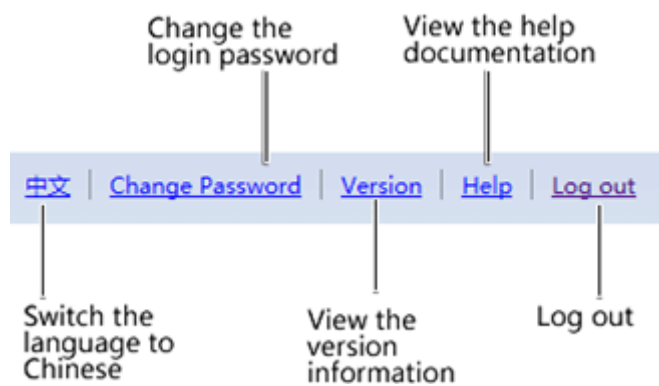 Change the
login password
View the help
documentation
中文 | Change Password | Version | Help | Log out
Switch the
language to
Chinese
View the
version
information
Log out